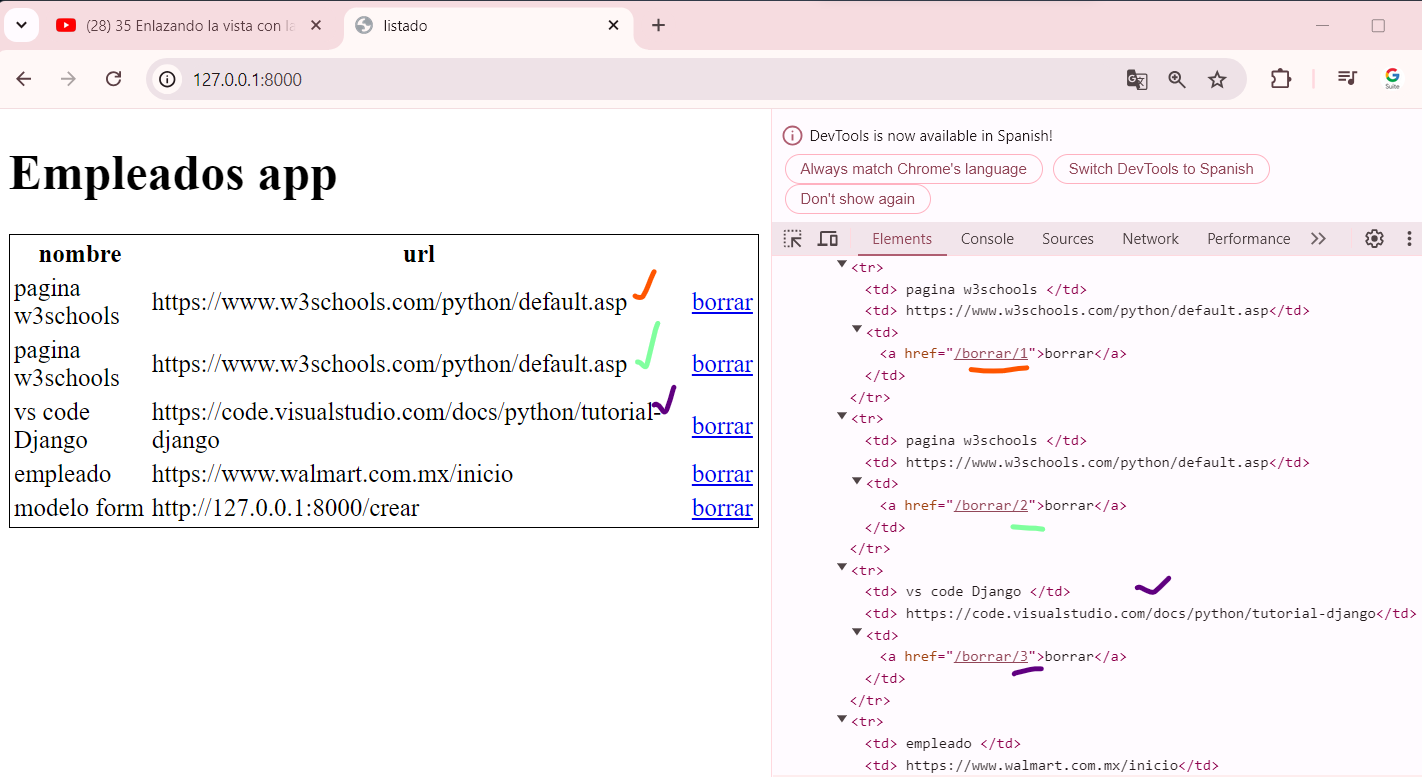 (28) 35 Enlazando la vista con la
listado
127.0.0.1:8000
Suite
Empleados app
nombre url
pagina w3schools https://www.w3schools.com/python/default.asp borrar
pagina w3schools https://www.w3schools.com/python/default.asp borrar
vs code Django https://code.visualstudio.com/docs/python/tutorial-django borrar
empleado https://www.walmart.com.mx/inicio borrar
modelo form http://127.0.0.1:8000/crear borrar
DevTools is now available in Spanish!
Always match Chrome's language
Switch DevTools to Spanish
Don't show again
Elements Console Sources Network Performance
<tr>
<td> pagina w3schools </td>
<td> https://www.w3schools.com/python/default.asp</td>
<td>
<a href="/borrar/1">borrar</a>
</td>
</tr>
<tr>
<td> pagina w3schools </td>
<td> https://www.w3schools.com/python/default.asp</td>
<td>
<a href="/borrar/2">borrar</a>
</td>
</tr>
<tr>
<td> vs code Django </td>
<td> https://code.visualstudio.com/docs/python/tutorial-django</td>
<td>
<a href="/borrar/3">borrar</a>
</td>
</tr>
<tr>
<td> empleado </td>
<td> https://www.walmart.com.mx/inicio</td>